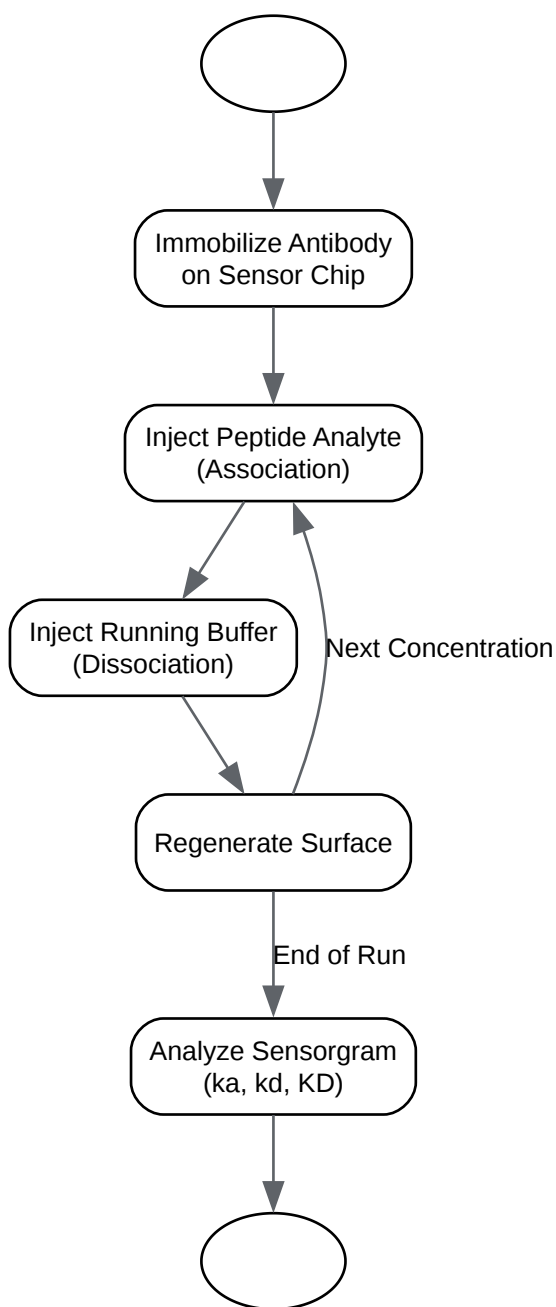 Immobilize Antibody
on Sensor Chip
Inject Peptide Analyte
(Association)
Inject Running Buffer
(Dissociation)
Next Concentration
Regenerate Surface
End of Run
Analyze Sensorgram
(ka, kd, KD)